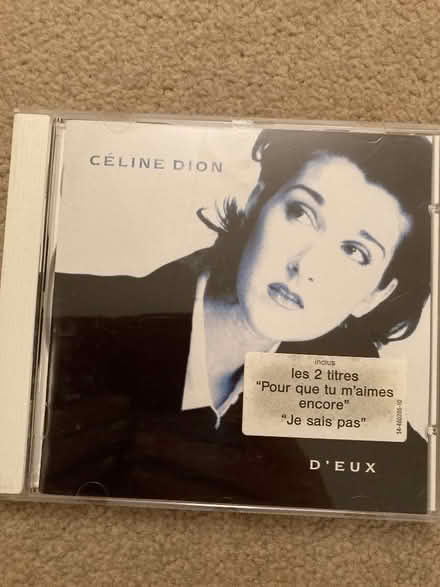 CÉLINE DION
inclus
les 2 titres
"Pour que tu m'aimes
encore"
"Je sais pas"
D'EUX